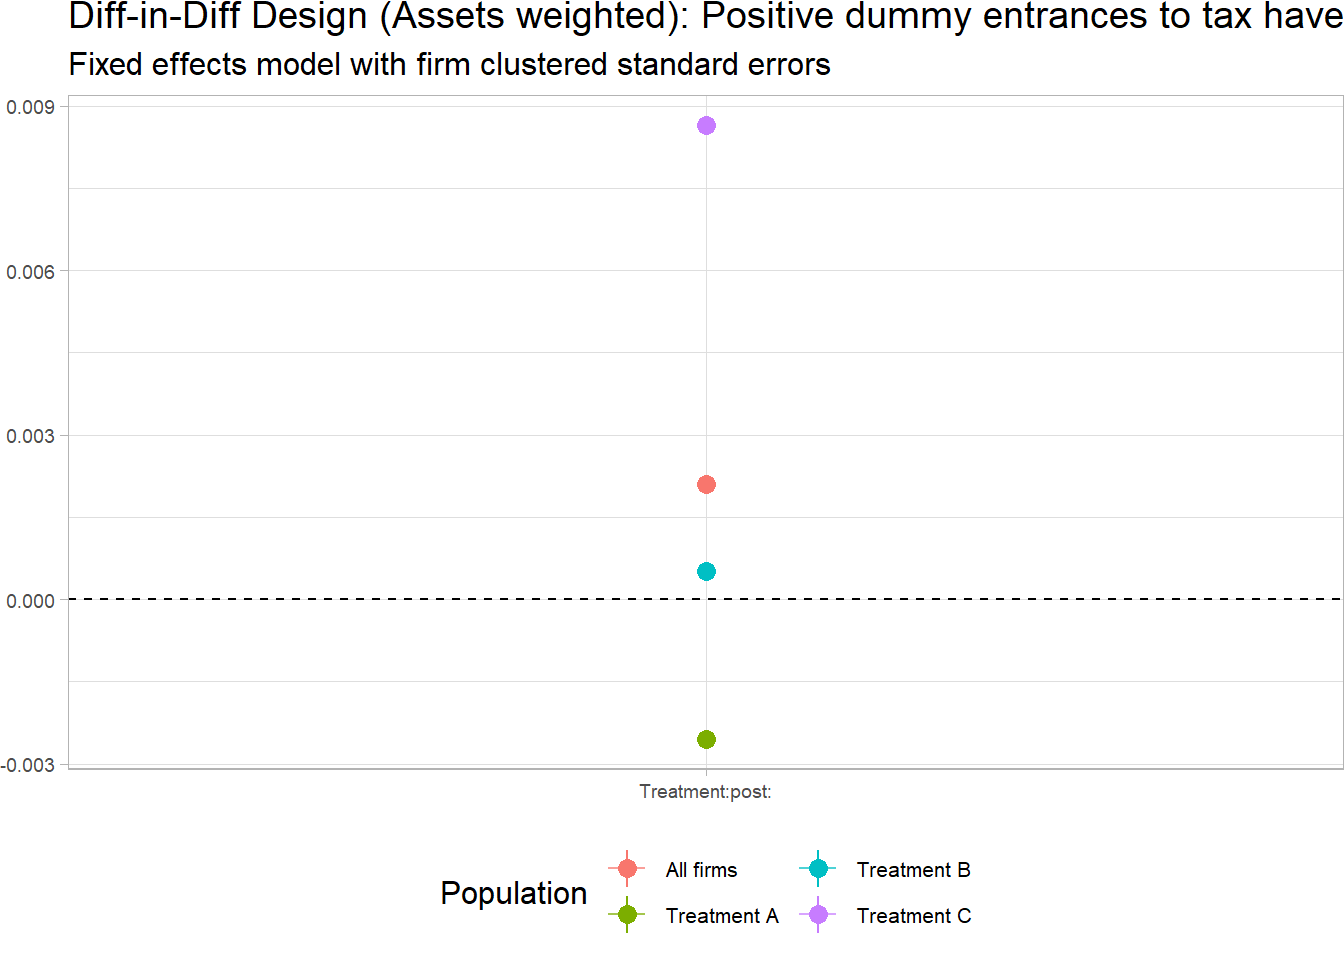 Diff-in-Diff Design (Assets weighted): Positive dummy entrances to tax have
Fixed effects model with firm clustered standard errors
0.009
0.006
0.003
0.000
-0.003
Treatment:post:
Population
All firms
Treatment B
Treatment A
Treatment C